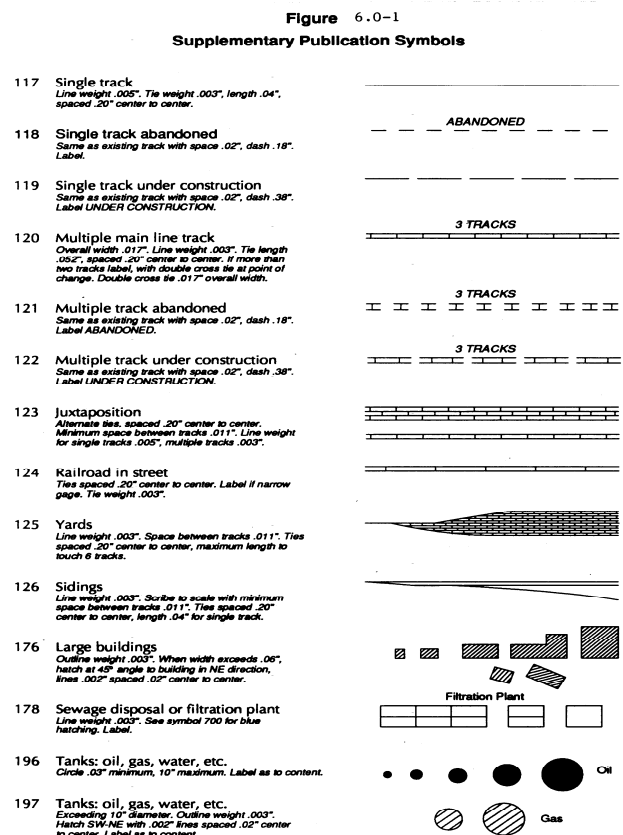 Figure 6.0-1
Supplementary Publication Symbols
117 Single track
Line weight .005". Tie weight .003", length .04",
spaced .20" center to center.
118 Single track abandoned
Same as existing track with space .02", dash .18".
Label.
ABANDONED
119 Single track under construction
Same as existing track with space .02", dash .38".
Label UNDER CONSTRUCTION.
120 Multiple main line track
Overall width .017". Line weight .003". Tie length
.052", spaced .20" center to center. If more than
two tracks label, with double cross tie at point of
change. Double cross tie .017" overall width.
3 TRACKS
121 Multiple track abandoned
Same as existing track with space .02", dash .18".
Label ABANDONED.
3 TRACKS
122 Multiple track under construction
Same as existing track with space .02", dash .38".
Label UNDER CONSTRUCTION.
3 TRACKS
123 Juxtaposition
Alternate ties, spaced .20" center to center.
Minimum space between tracks .011". Line weight
for single tracks .005", multiple tracks .003".
124 Railroad in street
Ties spaced .20" center to center. Label if narrow
gage. Tie weight .003".
125 Yards
Line weight .003". Space between tracks .011". Ties
spaced .20" center to center, maximum length to
touch 6 tracks.
126 Sidings
Line weight .003". Scribe to scale with minimum
space between tracks .011". Ties spaced .20"
center to center, length .04" for single track.
176 Large buildings
Outline weight .003". When width exceeds .06",
hatch at 45° angle to building in NE direction,
lines .002" spaced .02" center to center.
178 Sewage disposal or filtration plant
Line weight .003". See symbol 700 for blue
hatching. Label.
Filtration Plant
196 Tanks: oil, gas, water, etc.
Circle .03" minimum, 10" maximum. Label as to content.
Oil
197 Tanks: oil, gas, water, etc.
Exceeding 10" diameter. Outline weight .003".
Hatch SW-NE with .002" lines spaced .02" center
to center. Label as to content.
Gas